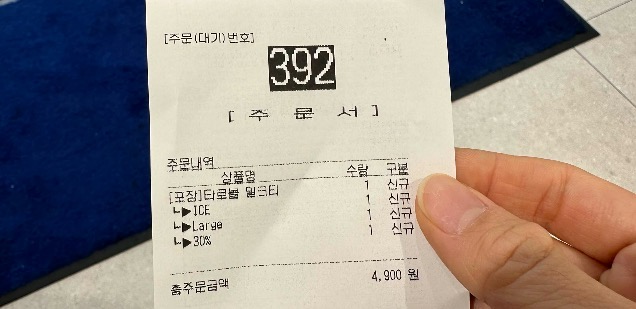 [주문(대기)번호]
392
[ 주 문 서 ]
주문내역
상품명 수량 구분
[포장]타로볼 밀크티 1 신규
┗▶ICE 1 신규
┗▶Large 1 신규
┗▶30% 1 신규
총주문금액 4,900 원